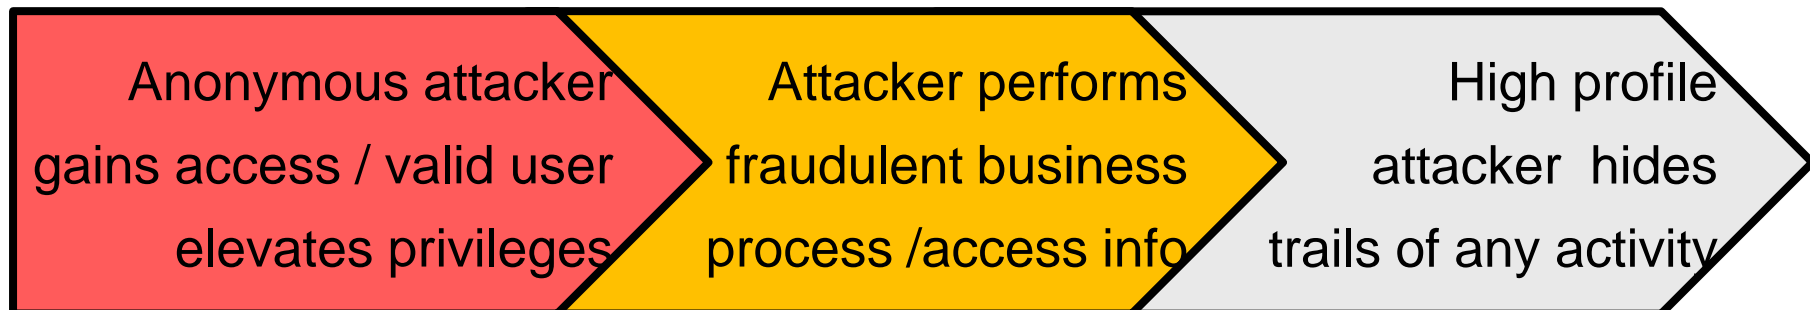 Anonymous attacker
gains access / valid user
elevates privileges
Attacker performs
fraudulent business
process /access info
High profile
attacker  hides
trails of any activity